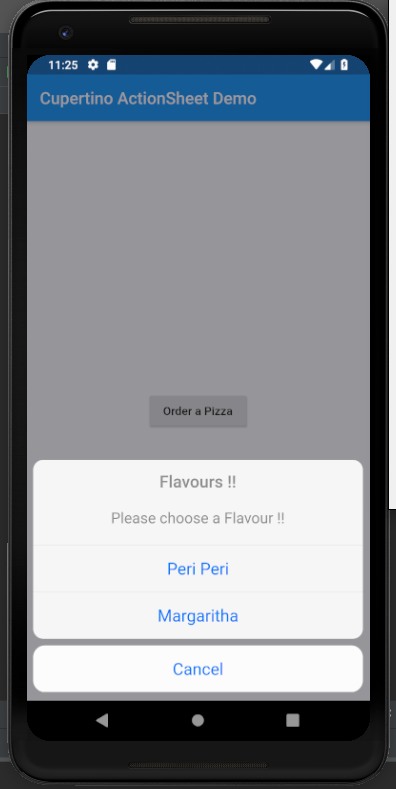 11:25
Cupertino ActionSheet Demo
Order a Pizza
Flavours !!
Please choose a Flavour !!
Peri Peri
Margaritha
Cancel